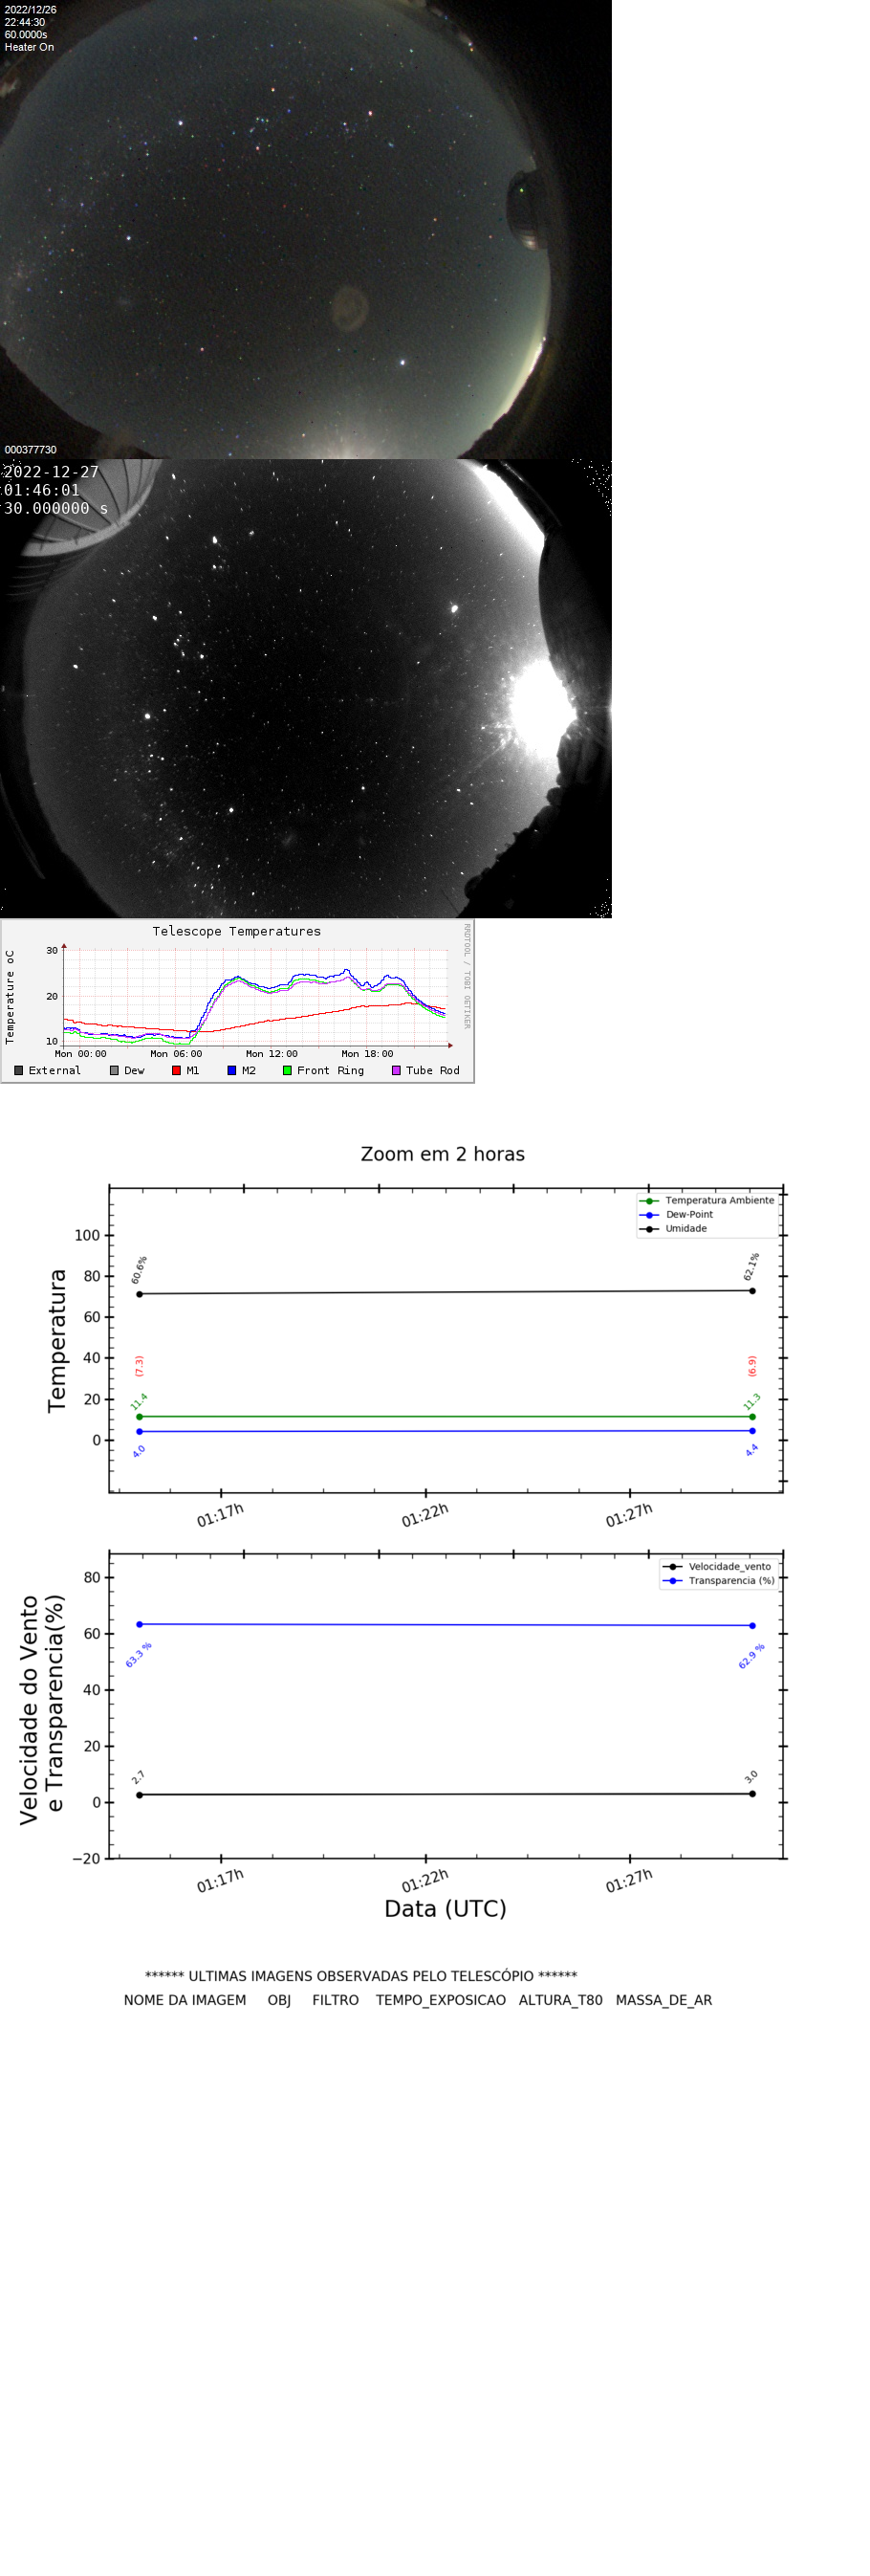 2022/12/26
22:44:30
60.0000s
Heater On
000377730
2022-12-27
01:46:01
30.000000 s
Telescope Temperatures
RRDTOOL / TOBI OETIKER
Temperature oC
30
20
10
Mon 00:00 Mon 06:00 Mon 12:00 Mon 18:00
External Dew M1 M2 Front Ring Tube Rod
Zoom em 2 horas
Temperatura
100
80
60
40
20
0
Temperatura Ambiente
Dew-Point
Umidade
60.6% 62.1%
(7.3) (6.9)
11.4 11.3
4.0 4.4
01:17h 01:22h 01:27h
Velocidade do Vento
e Transparencia(%)
80
60
40
20
0
−20
Velocidade_vento
Transparencia (%)
63.3 % 62.9 %
2.7 3.0
01:17h 01:22h 01:27h
Data (UTC)
****** ULTIMAS IMAGENS OBSERVADAS PELO TELESCÓPIO ******
NOME DA IMAGEM OBJ FILTRO TEMPO_EXPOSICAO ALTURA_T80 MASSA_DE_AR